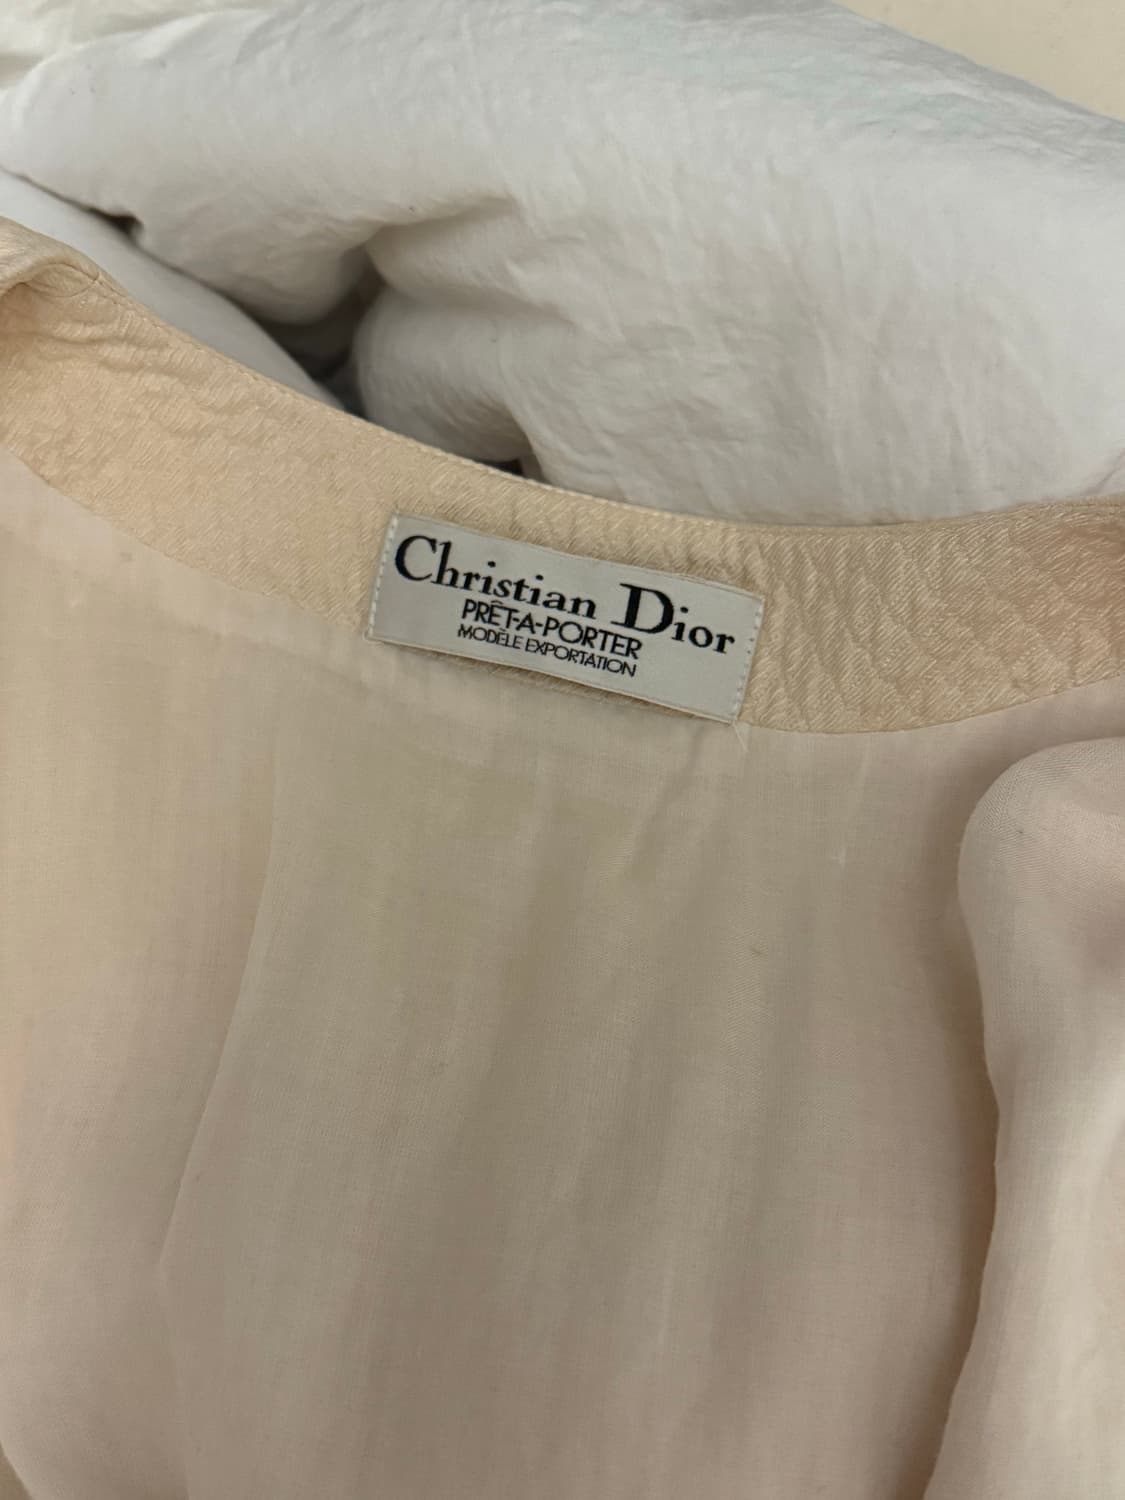 Christian Dior
PRÊT-A-PORTER
MODÈLE EXPORTATION